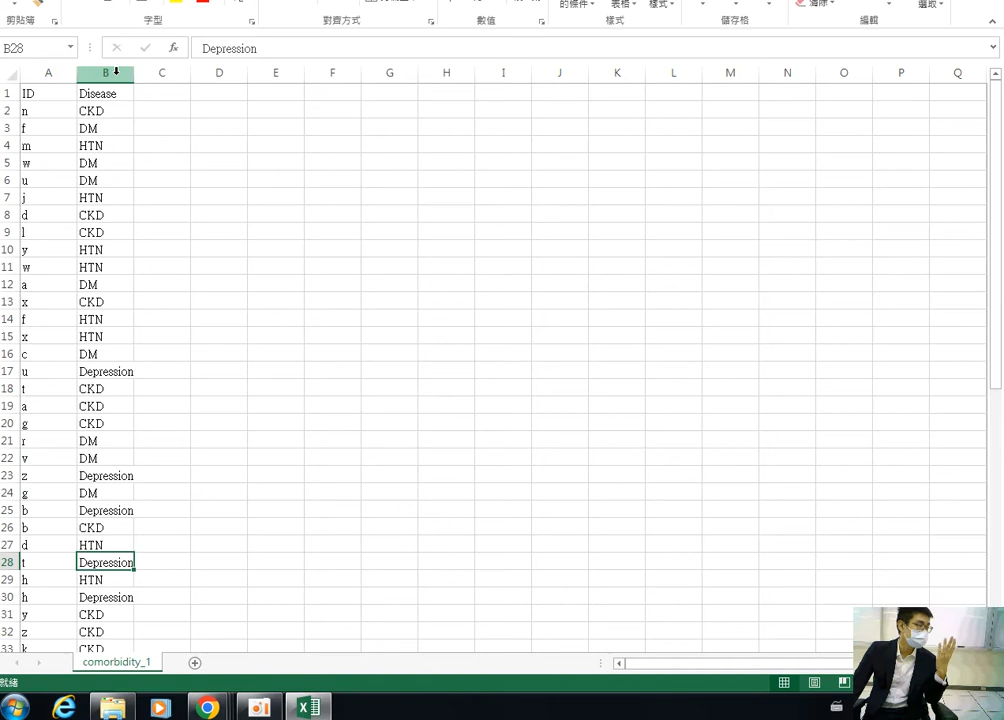 的條件 表格 樣式 清除 選取
剪貼簿 字型 對齊方式 數值 樣式 儲存格 編輯
B28 fx Depression
A B C D E F G H I J K L M N O P Q
1 ID Disease
2 n CKD
3 f DM
4 m HTN
5 w DM
6 u DM
7 j HTN
8 d CKD
9 l CKD
10 y HTN
11 w HTN
12 a DM
13 x CKD
14 f HTN
15 x HTN
16 c DM
17 u Depression
18 t CKD
19 a CKD
20 g CKD
21 r DM
22 v DM
23 z Depression
24 g DM
25 b Depression
26 b CKD
27 d HTN
28 t Depression
29 h HTN
30 h Depression
31 y CKD
32 z CKD
33 k CKD
comorbidity_1
就緒